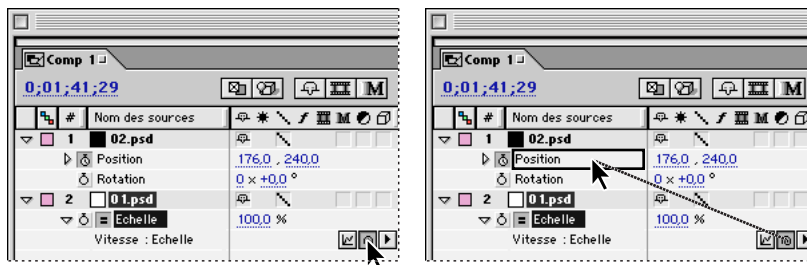 Comp 1
0;01;41;29
M
# Nom des sources f M
1 02.psd
Position 176,0 , 240,0
Rotation 0 x +0,0 °
2 01.psd
= Echelle 100,0 %
Vitesse : Echelle
Comp 1
0;01;41;29
M
# Nom des sources f M
1 02.psd
Position 176,0 , 240,0
Rotation 0 x +0,0 °
2 01.psd
= Echelle 100,0 %
Vitesse : Echelle